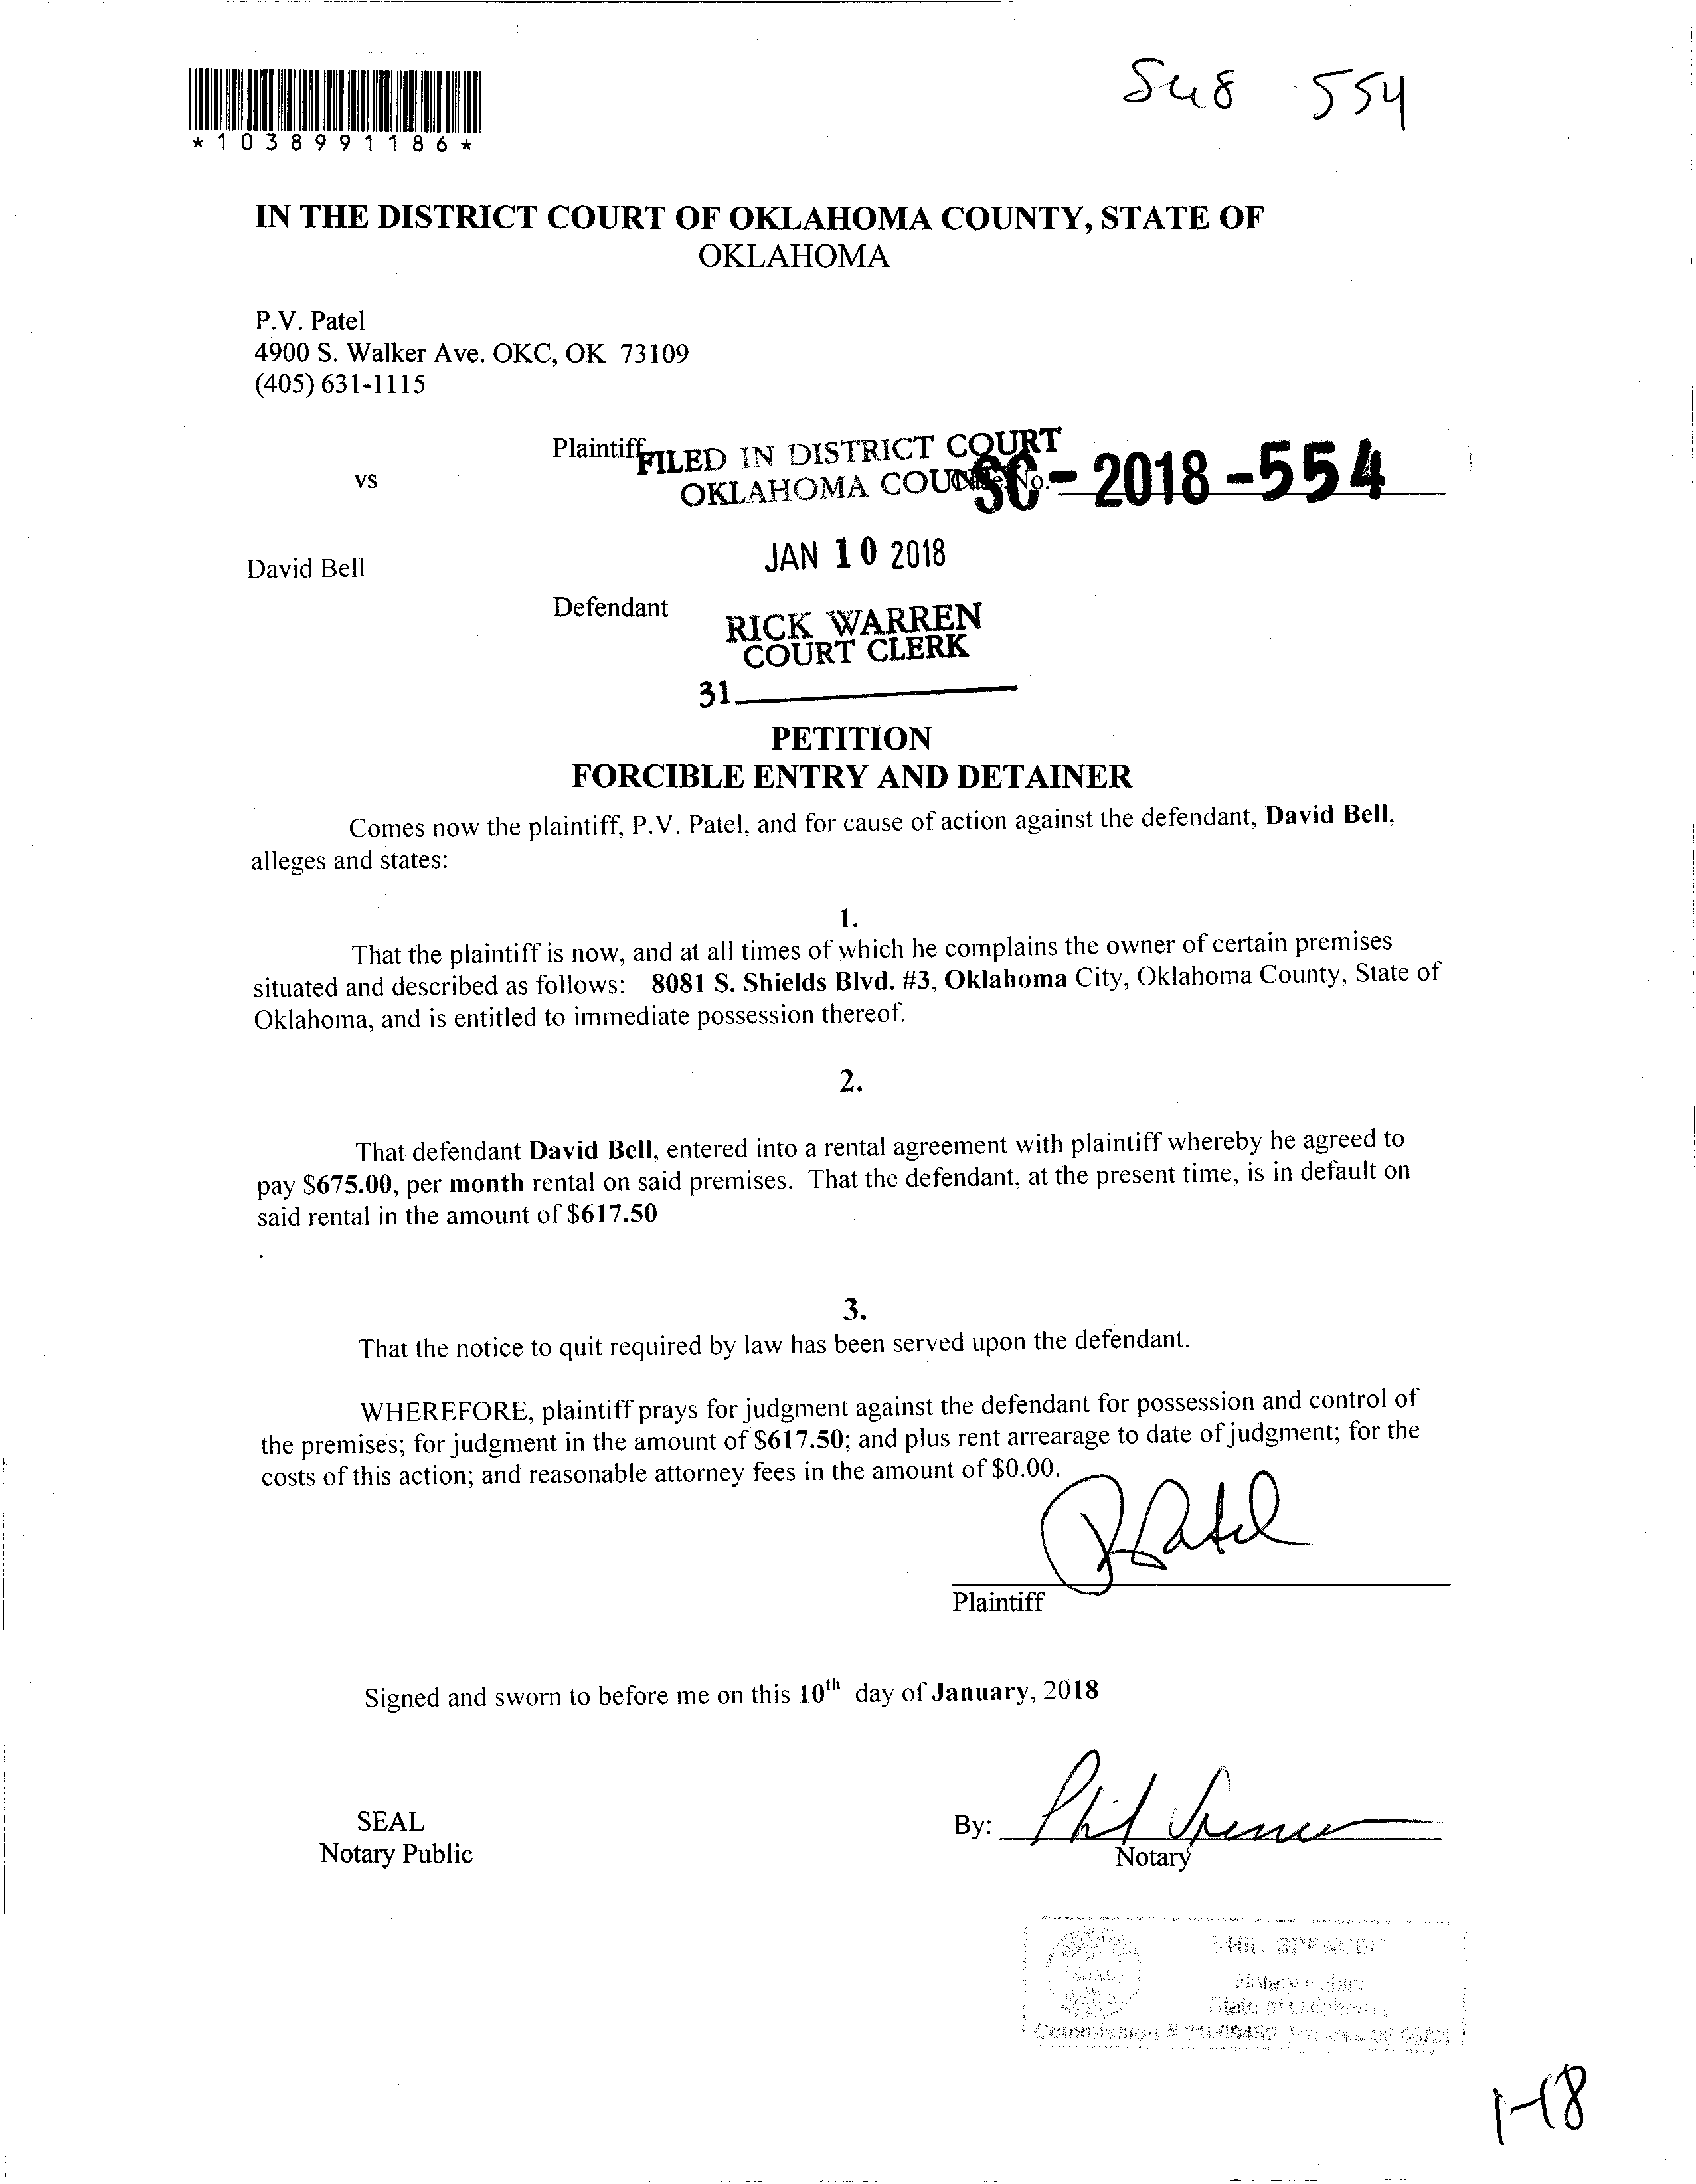 *1038991186*
548 554
IN THE DISTRICT COURT OF OKLAHOMA COUNTY, STATE OF
OKLAHOMA
P.V. Patel
4900 S. Walker Ave. OKC, OK 73109
(405) 631-1115
Plaintiff
FILED IN DISTRICT COURT
vs
OKLAHOMA COUN
No.
SC-2018-554
JAN 10 2018
David Bell
Defendant
RICK WARREN
COURT CLERK
31
PETITION
FORCIBLE ENTRY AND DETAINER
Comes now the plaintiff, P.V. Patel, and for cause of action against the defendant, David Bell,
alleges and states:
1.
That the plaintiff is now, and at all times of which he complains the owner of certain premises
situated and described as follows: 8081 S. Shields Blvd. #3, Oklahoma City, Oklahoma County, State of
Oklahoma, and is entitled to immediate possession thereof.
2.
That defendant David Bell, entered into a rental agreement with plaintiff whereby he agreed to
pay $675.00, per month rental on said premises. That the defendant, at the present time, is in default on
said rental in the amount of $617.50
.
3.
That the notice to quit required by law has been served upon the defendant.
WHEREFORE, plaintiff prays for judgment against the defendant for possession and control of
the premises; for judgment in the amount of $617.50; and plus rent arrearage to date of judgment; for the
costs of this action; and reasonable attorney fees in the amount of $0.00.
Plaintiff
Signed and sworn to before me on this 10th day of January, 2018
SEAL
Notary Public
By: Phil Spencer
Notary
PHIL SPENCER
Notary Public
State of Oklahoma
Commission #
1-18